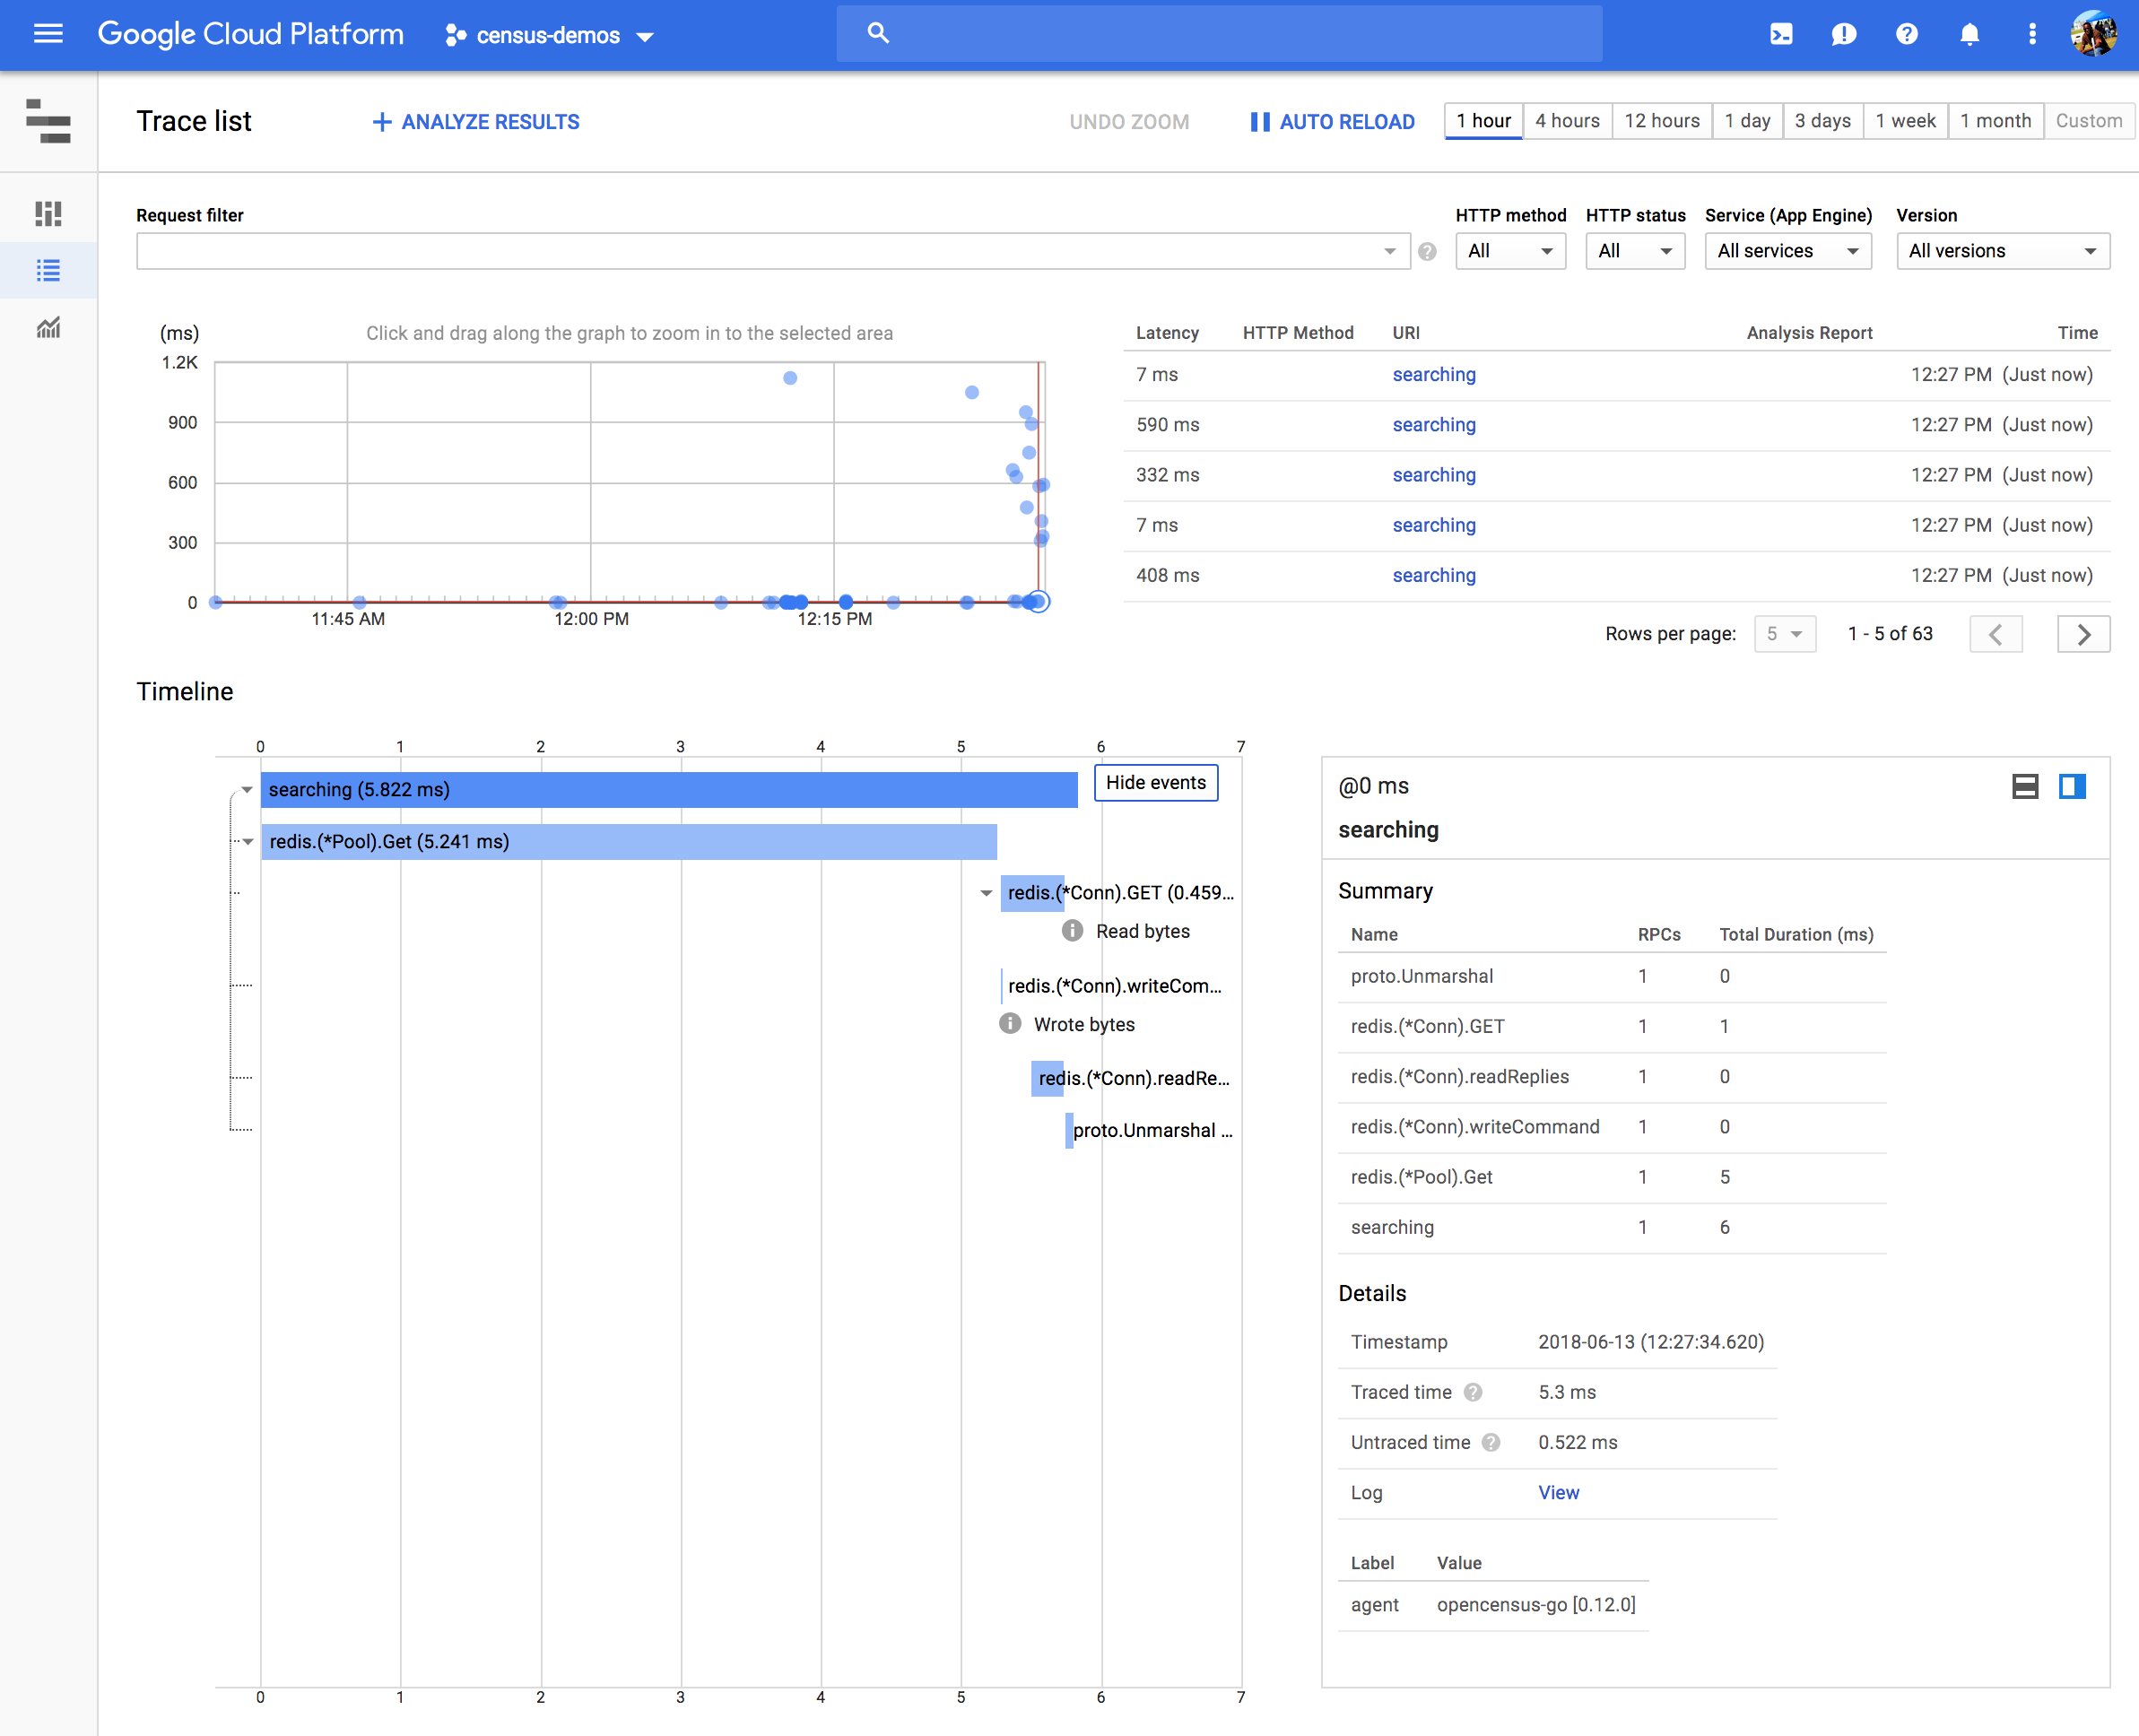 Google Cloud Platform census-demos
Trace list
ANALYZE RESULTS
UNDO ZOOM
AUTO RELOAD
1 hour 4 hours 12 hours 1 day 3 days 1 week 1 month Custom
Request filter
HTTP method HTTP status Service (App Engine) Version
All All All services All versions
(ms) Click and drag along the graph to zoom in to the selected area
1.2K
900
600
300
0
11:45 AM 12:00 PM 12:15 PM
Latency HTTP Method URI Analysis Report Time
7 ms searching 12:27 PM (Just now)
590 ms searching 12:27 PM (Just now)
332 ms searching 12:27 PM (Just now)
7 ms searching 12:27 PM (Just now)
408 ms searching 12:27 PM (Just now)
Rows per page: 5 1 - 5 of 63
Timeline
0 1 2 3 4 5 6 7
searching (5.822 ms)
Hide events
redis.(*Pool).Get (5.241 ms)
redis.(*Conn).GET (0.459...
Read bytes
redis.(*Conn).writeCom...
Wrote bytes
redis.(*Conn).readRe...
proto.Unmarshal ...
0 1 2 3 4 5 6 7
@0 ms
searching
Summary
Name RPCs Total Duration (ms)
proto.Unmarshal 1 0
redis.(*Conn).GET 1 1
redis.(*Conn).readReplies 1 0
redis.(*Conn).writeCommand 1 0
redis.(*Pool).Get 1 5
searching 1 6
Details
Timestamp 2018-06-13 (12:27:34.620)
Traced time 5.3 ms
Untraced time 0.522 ms
Log View
Label Value
agent opencensus-go [0.12.0]